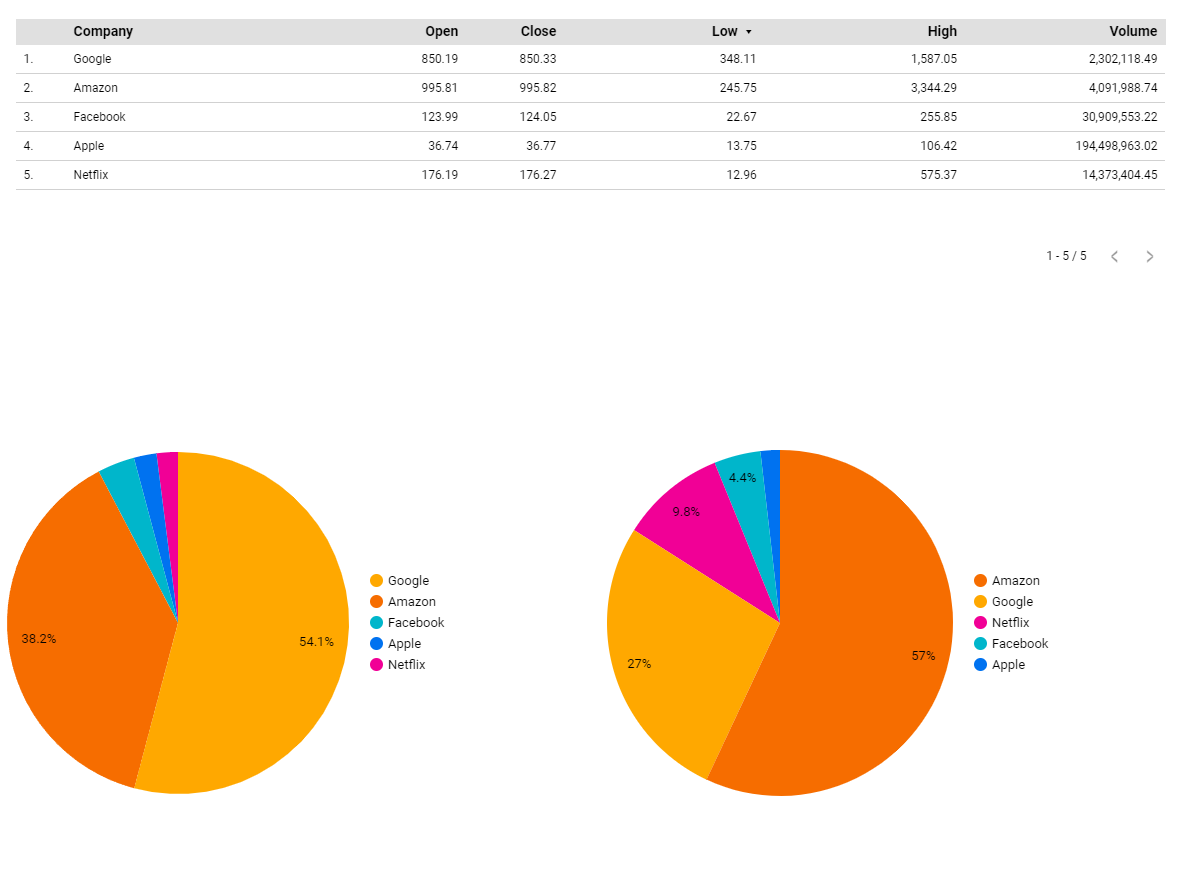 Company Open Close Low High Volume
1. Google 850.19 850.33 348.11 1,587.05 2,302,118.49
2. Amazon 995.81 995.82 245.75 3,344.29 4,091,988.74
3. Facebook 123.99 124.05 22.67 255.85 30,909,553.22
4. Apple 36.74 36.77 13.75 106.42 194,498,963.02
5. Netflix 176.19 176.27 12.96 575.37 14,373,404.45
1 - 5 / 5
38.2%
54.1%
Google
Amazon
Facebook
Apple
Netflix
4.4%
9.8%
57%
27%
Amazon
Google
Netflix
Facebook
Apple